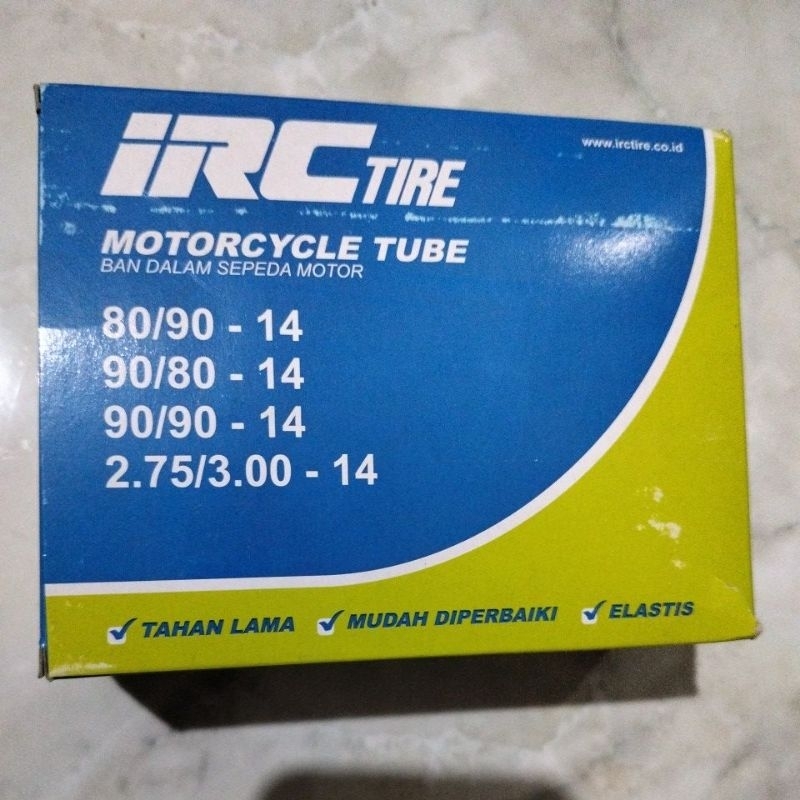 iRC TIRE
www.irctire.co.id
MOTORCYCLE TUBE
BAN DALAM SEPEDA MOTOR
80/90 - 14
90/80 - 14
90/90 - 14
2.75/3.00 - 14
TAHAN LAMA MUDAH DIPERBAIKI ELASTIS